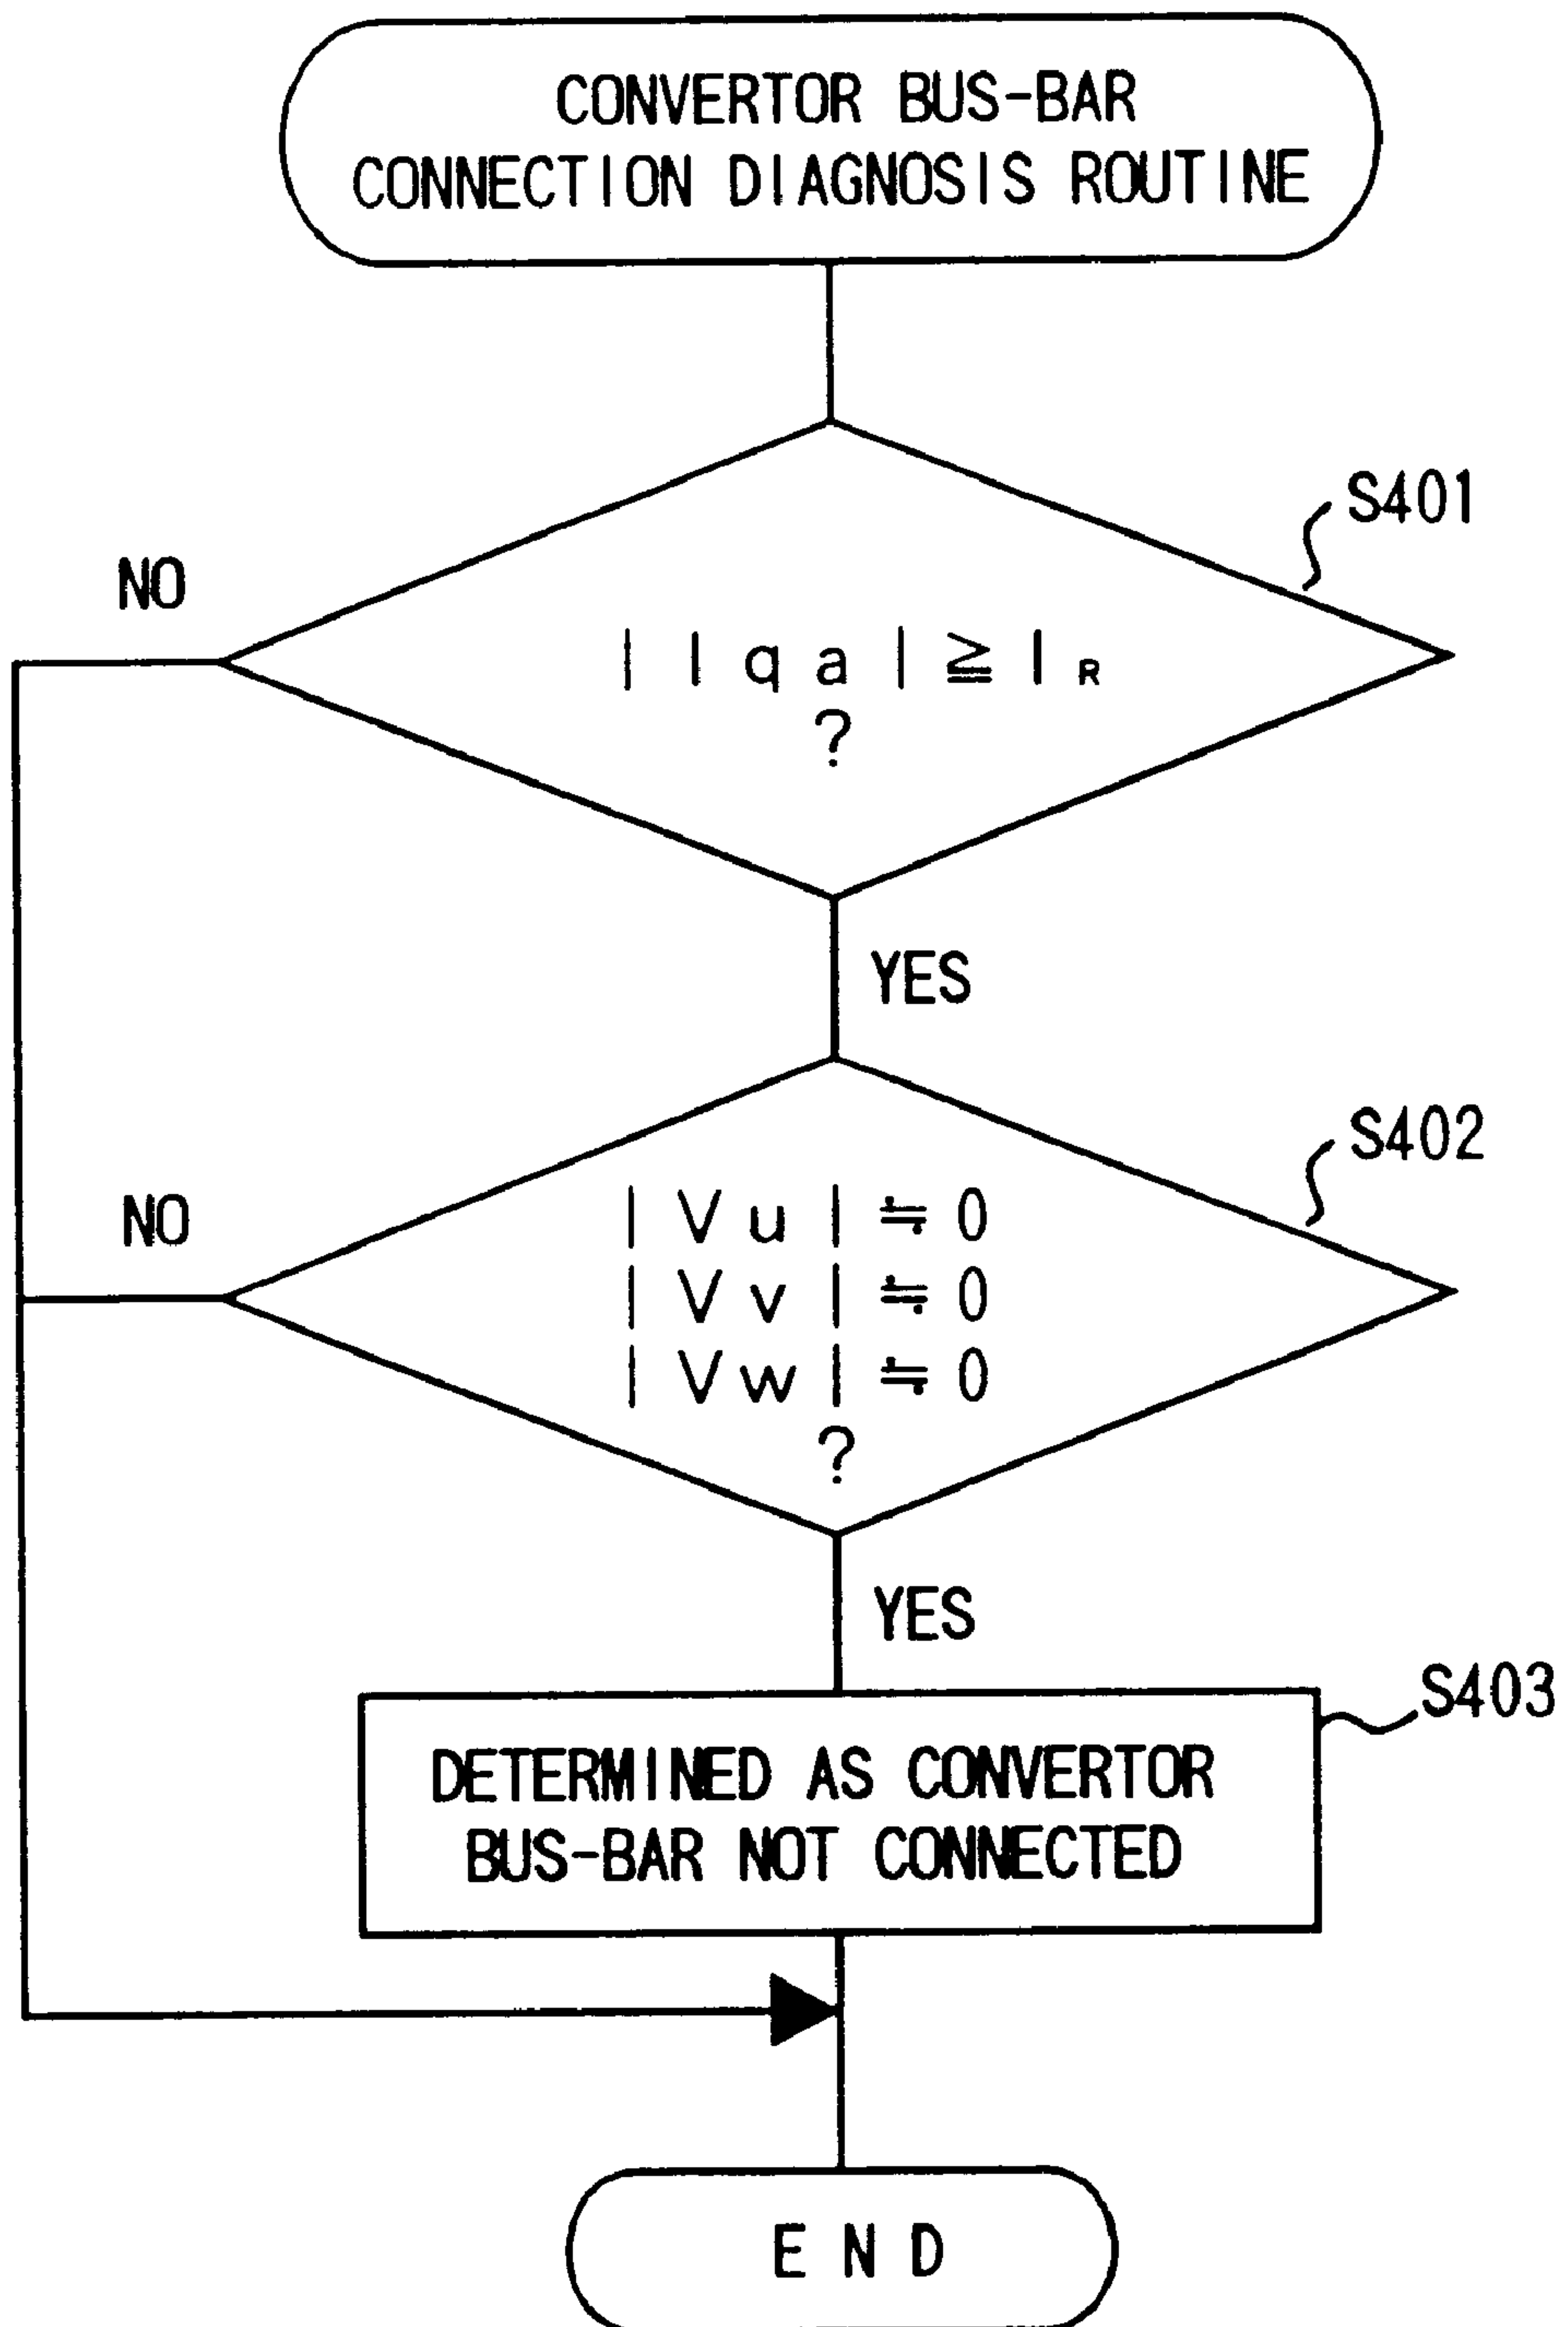 CONVERTOR BUS-BAR
CONNECTION DIAGNOSIS ROUTINE
S401
NO
|Iqa|≧IR
?
YES
S402
NO
|Vu|≒0
|Vv|≒0
|Vw|≒0
?
YES
S403
DETERMINED AS CONVERTOR
BUS-BAR NOT CONNECTED
END